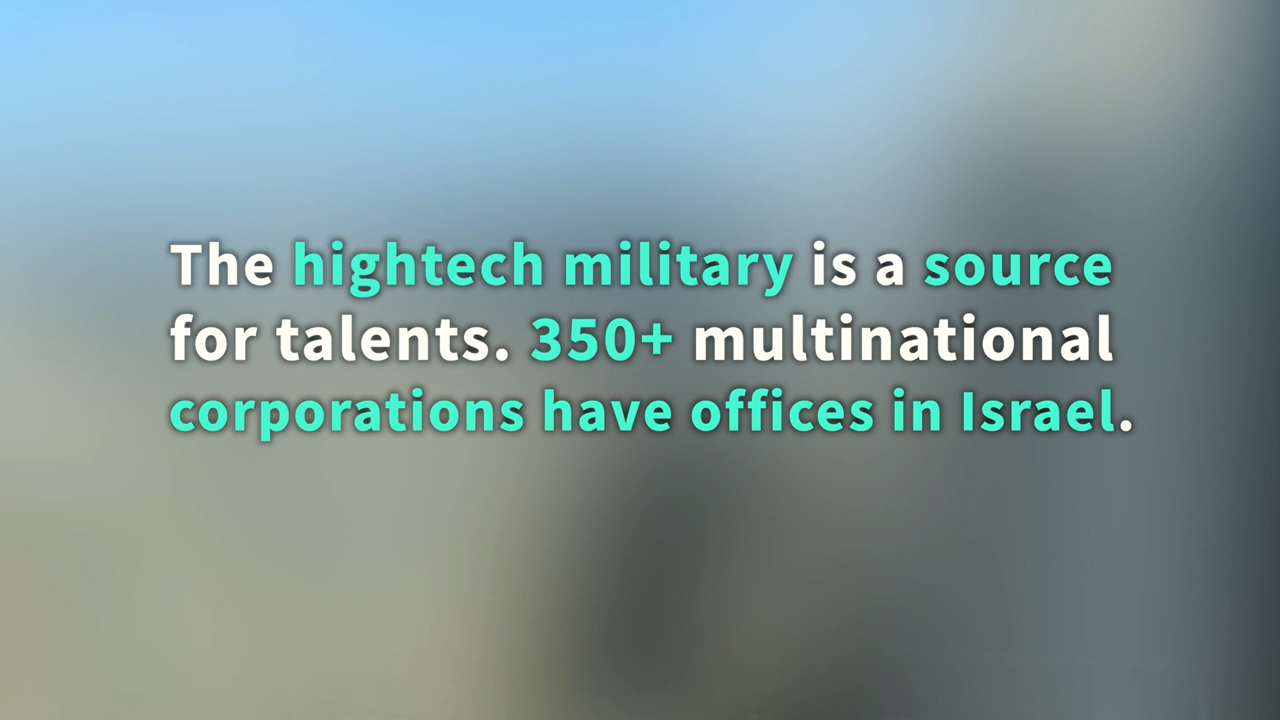 The hightech military is a source
for talents. 350+ multinational
corporations have offices in Israel.